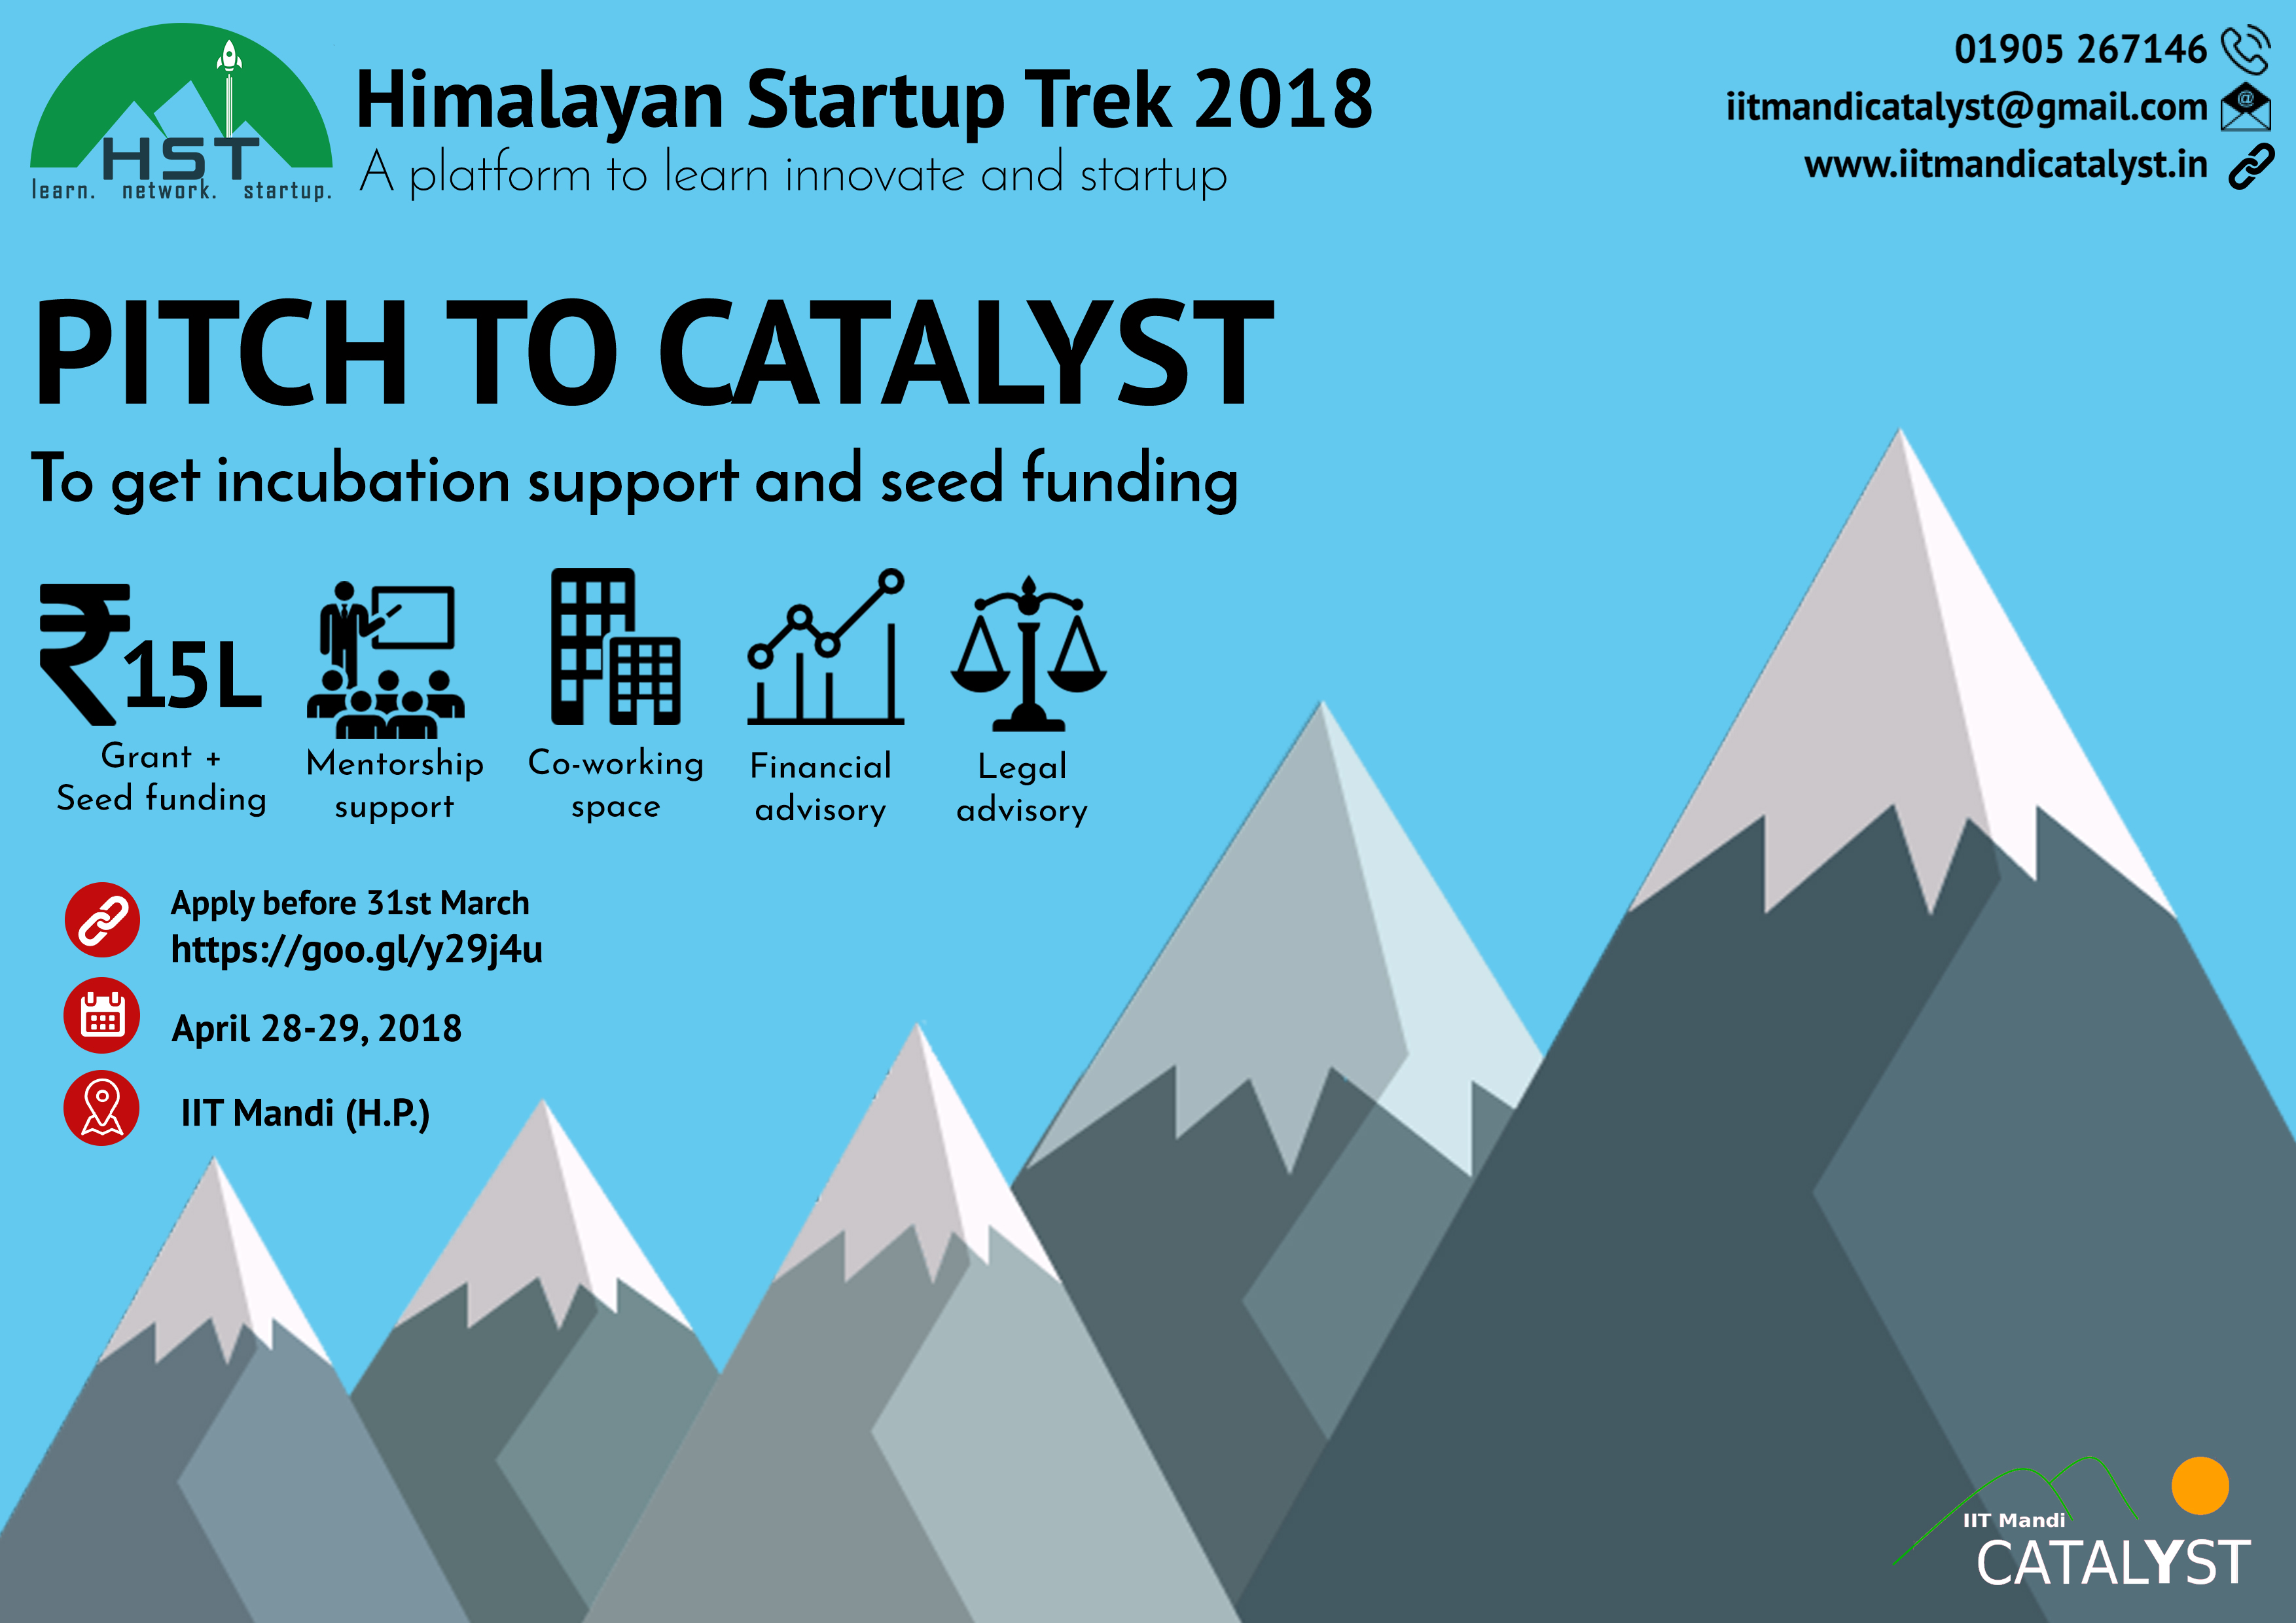 HST
learn. network. startup.
Himalayan Startup Trek 2018
A platform to learn innovate and startup
01905 267146
iitmandicatalyst@gmail.com
www.iitmandicatalyst.in
PITCH TO CATALYST
To get incubation support and seed funding
₹15L
Grant +
Seed funding
Mentorship
support
Co-working
space
Financial
advisory
Legal
advisory
Apply before 31st March
https://goo.gl/y29j4u
April 28-29, 2018
IIT Mandi (H.P.)
IIT Mandi
CATALYST